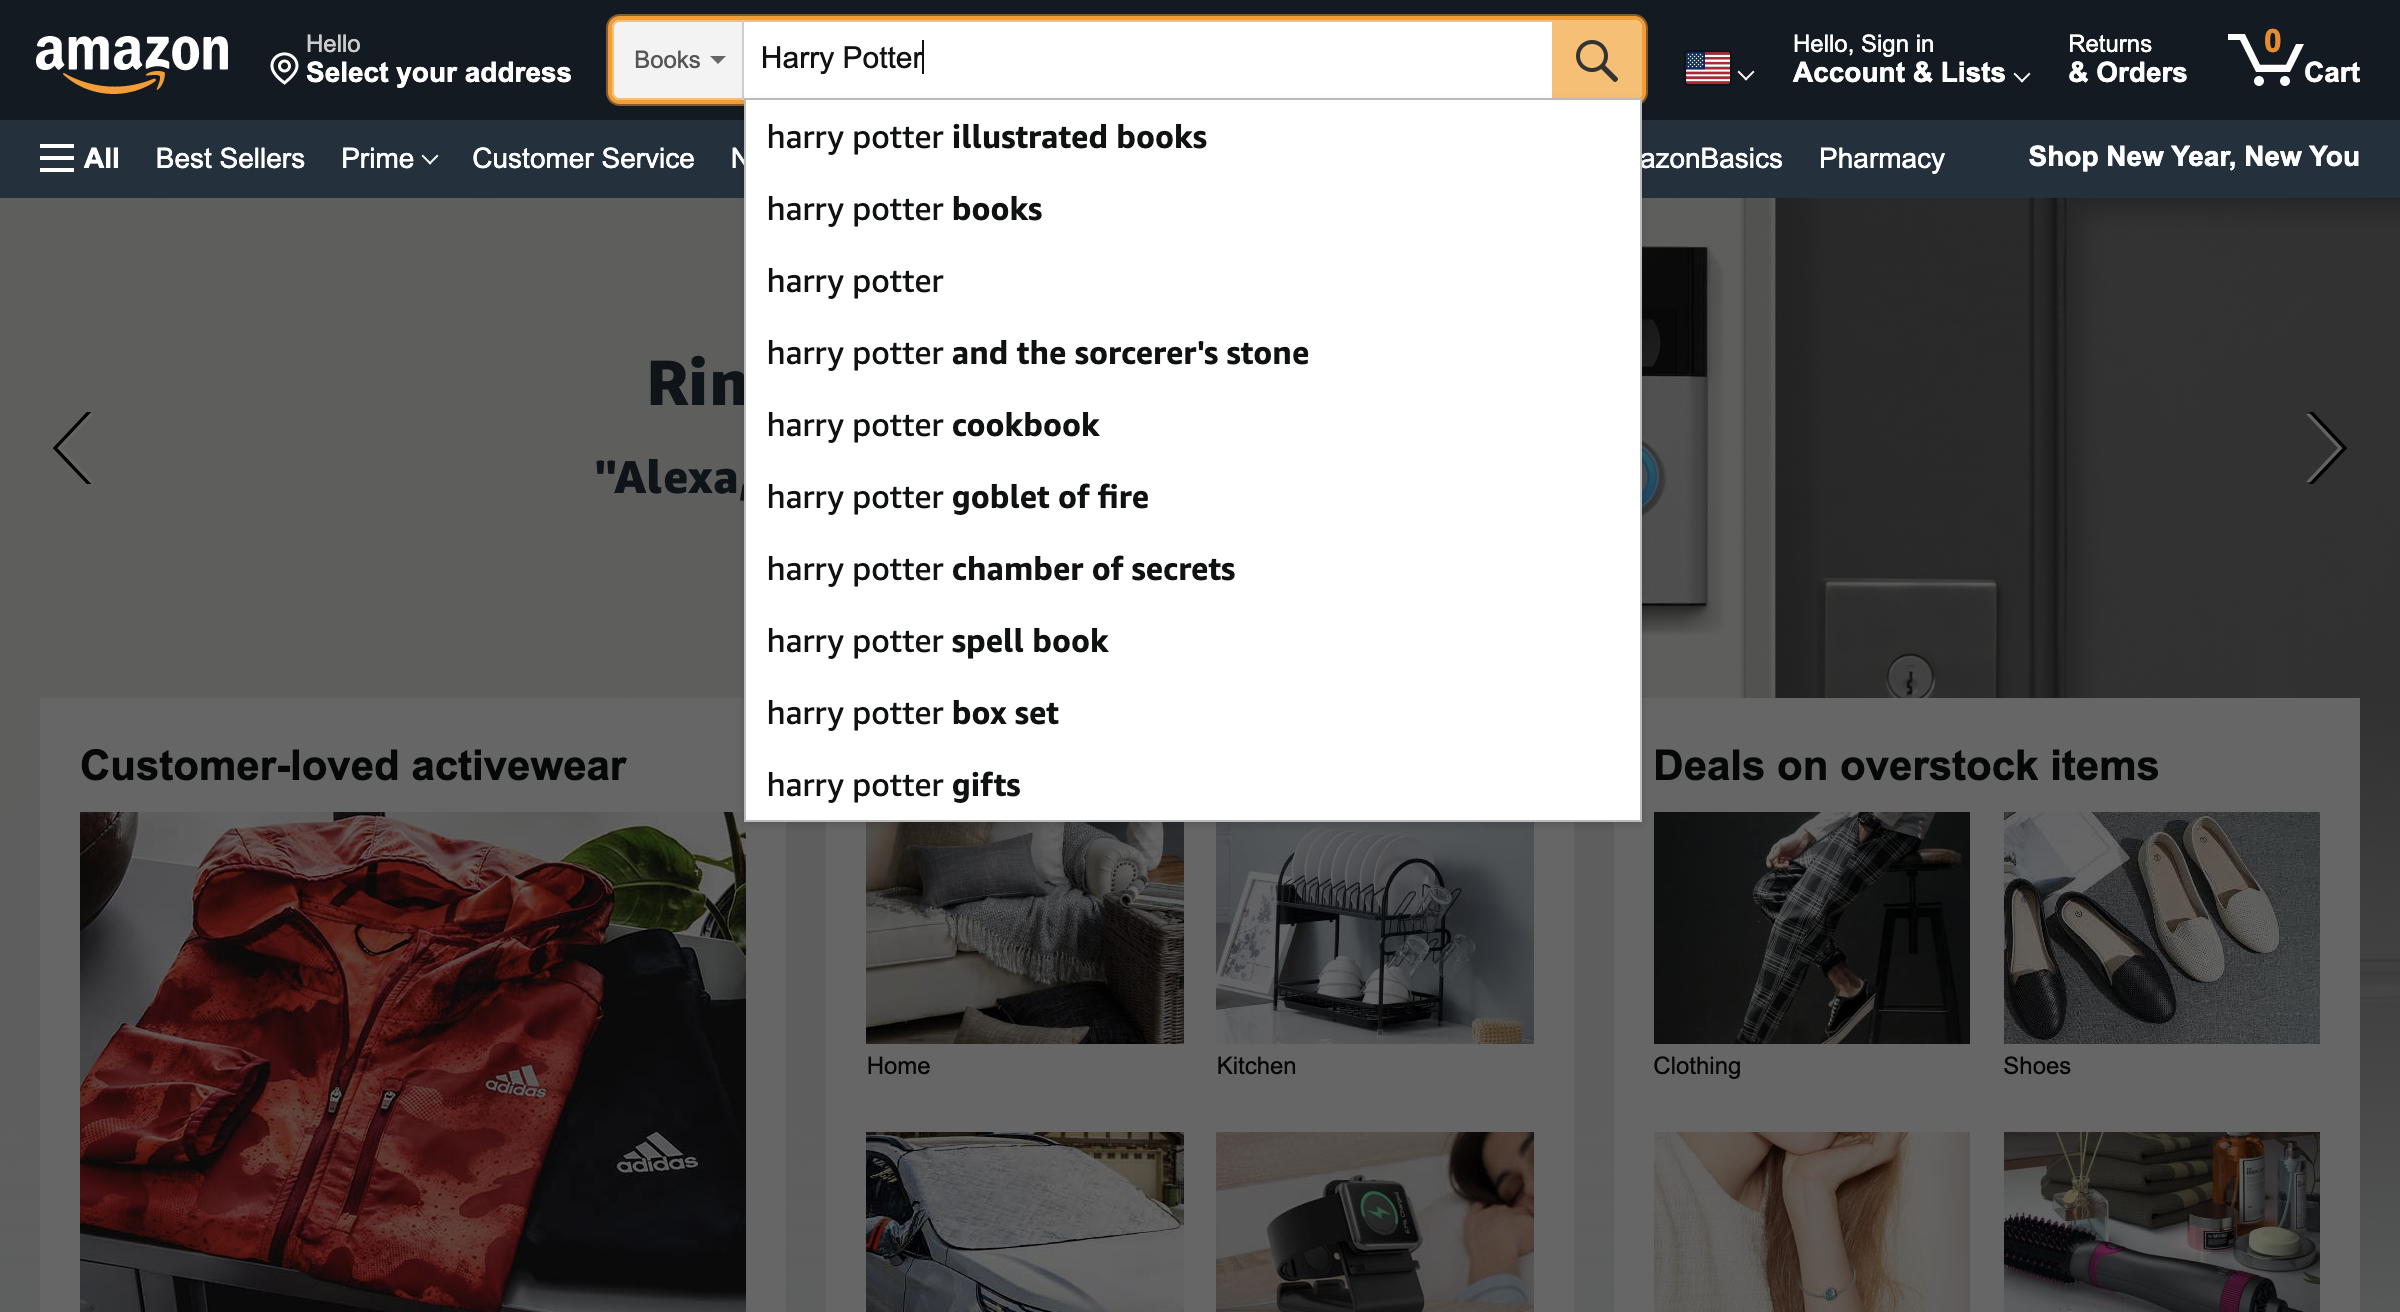 amazon
Hello
Select your address
Books
Harry Potter
Hello, Sign in
Account & Lists
Returns
& Orders
0
Cart
All
Best Sellers
Prime
Customer Service
azonBasics
Pharmacy
Shop New Year, New You
harry potter illustrated books
harry potter books
harry potter
harry potter and the sorcerer's stone
harry potter cookbook
harry potter goblet of fire
harry potter chamber of secrets
harry potter spell book
harry potter box set
harry potter gifts
Rin
"Alexa,
Customer-loved activewear
Deals on overstock items
adidas
adidas
Home
Kitchen
Clothing
Shoes